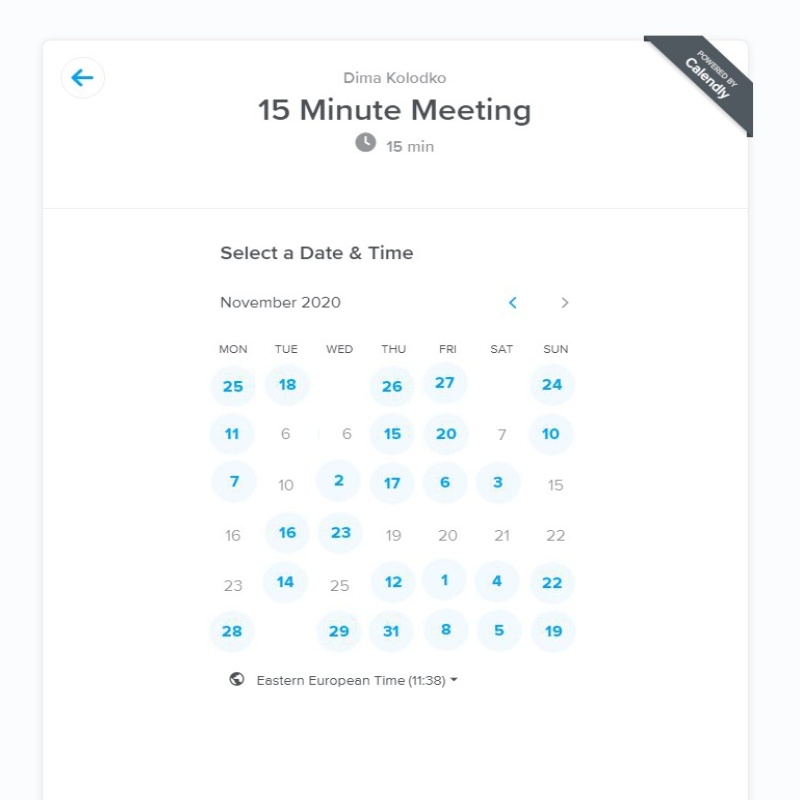 POWERED BY
Calendly
Dima Kolodko
15 Minute Meeting
15 min
Select a Date & Time
November 2020
MON TUE WED THU FRI SAT SUN
25 18 26 27 24
11 6 6 15 20 7 10
7 10 2 17 6 3 15
16 16 23 19 20 21 22
23 14 25 12 1 4 22
28 29 31 8 5 19
Eastern European Time (11:38)